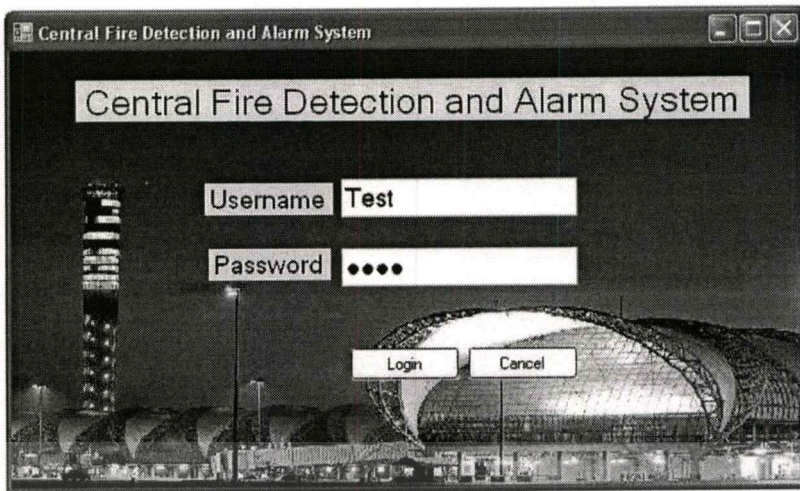 Central Fire Detection and Alarm System
Central Fire Detection and Alarm System
Username Test
Password ••••
Login Cancel